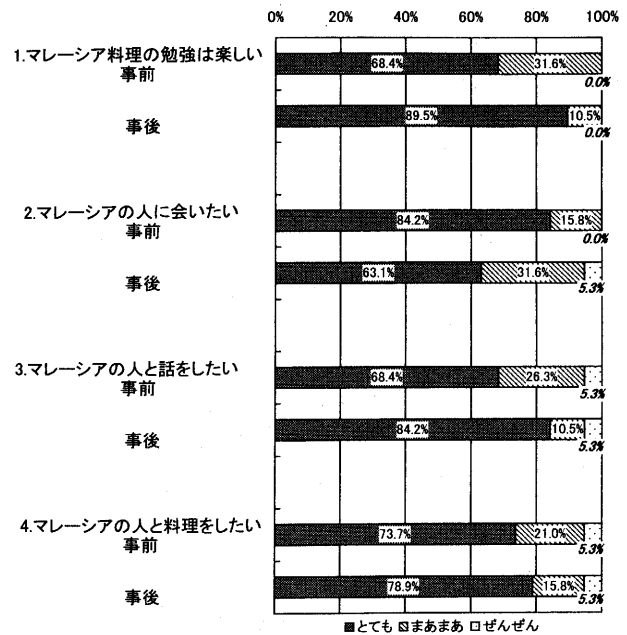 0% 20% 40% 60% 80% 100%
1.マレーシア料理の勉強は楽しい
事前
68.4% 31.6%
0.0%
事後
89.5% 10.5%
0.0%
2.マレーシアの人に会いたい
事前
84.2% 15.8%
0.0%
事後
63.1% 31.6%
5.3%
3.マレーシアの人と話をしたい
事前
68.4% 26.3%
5.3%
事後
84.2% 10.5%
5.3%
4.マレーシアの人と料理をしたい
事前
73.7% 21.0%
5.3%
事後
78.9% 15.8%
5.3%
とても まあまあ ぜんぜん